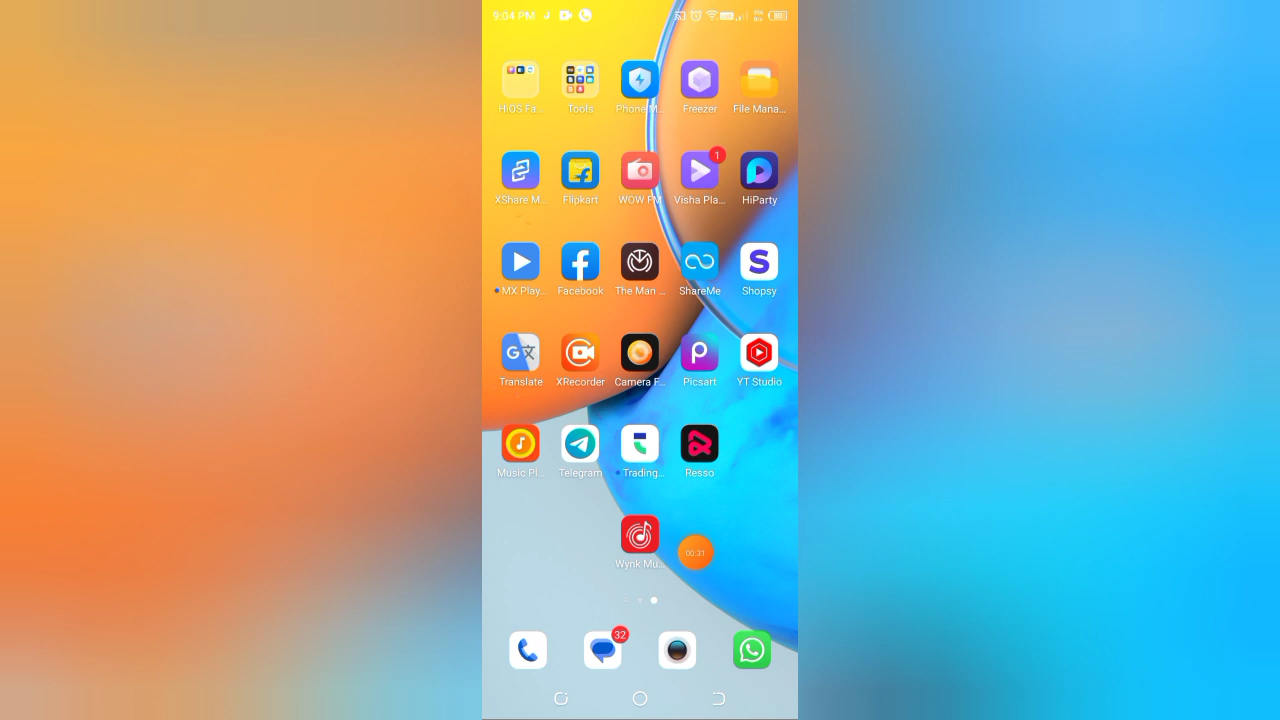 9:04 PM
HiOS Fa... Tools Phone M... Freezer File Mana...
1
XShare M... Flipkart WOW FM Visha Pla... HiParty
MX Play... Facebook The Man ... ShareMe Shopsy
S
G文
Translate XRecorder Camera F... Picsart YT Studio
Music Pl... Telegram Trading... Resso
00:31
Wynk Mu...
32